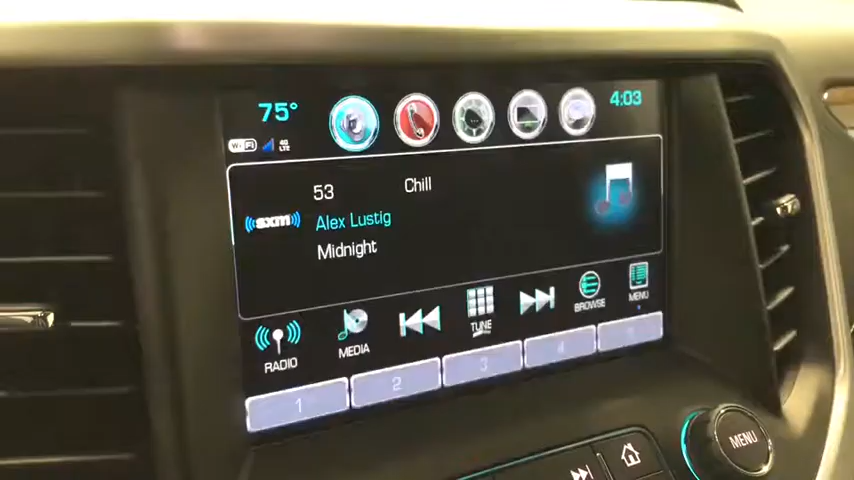 75° 4:03
WiFi 4G LTE
53 Chill
sxm Alex Lustig
Midnight
RADIO MEDIA TUNE BROWSE MENU
1 2 3 4 5
MENU